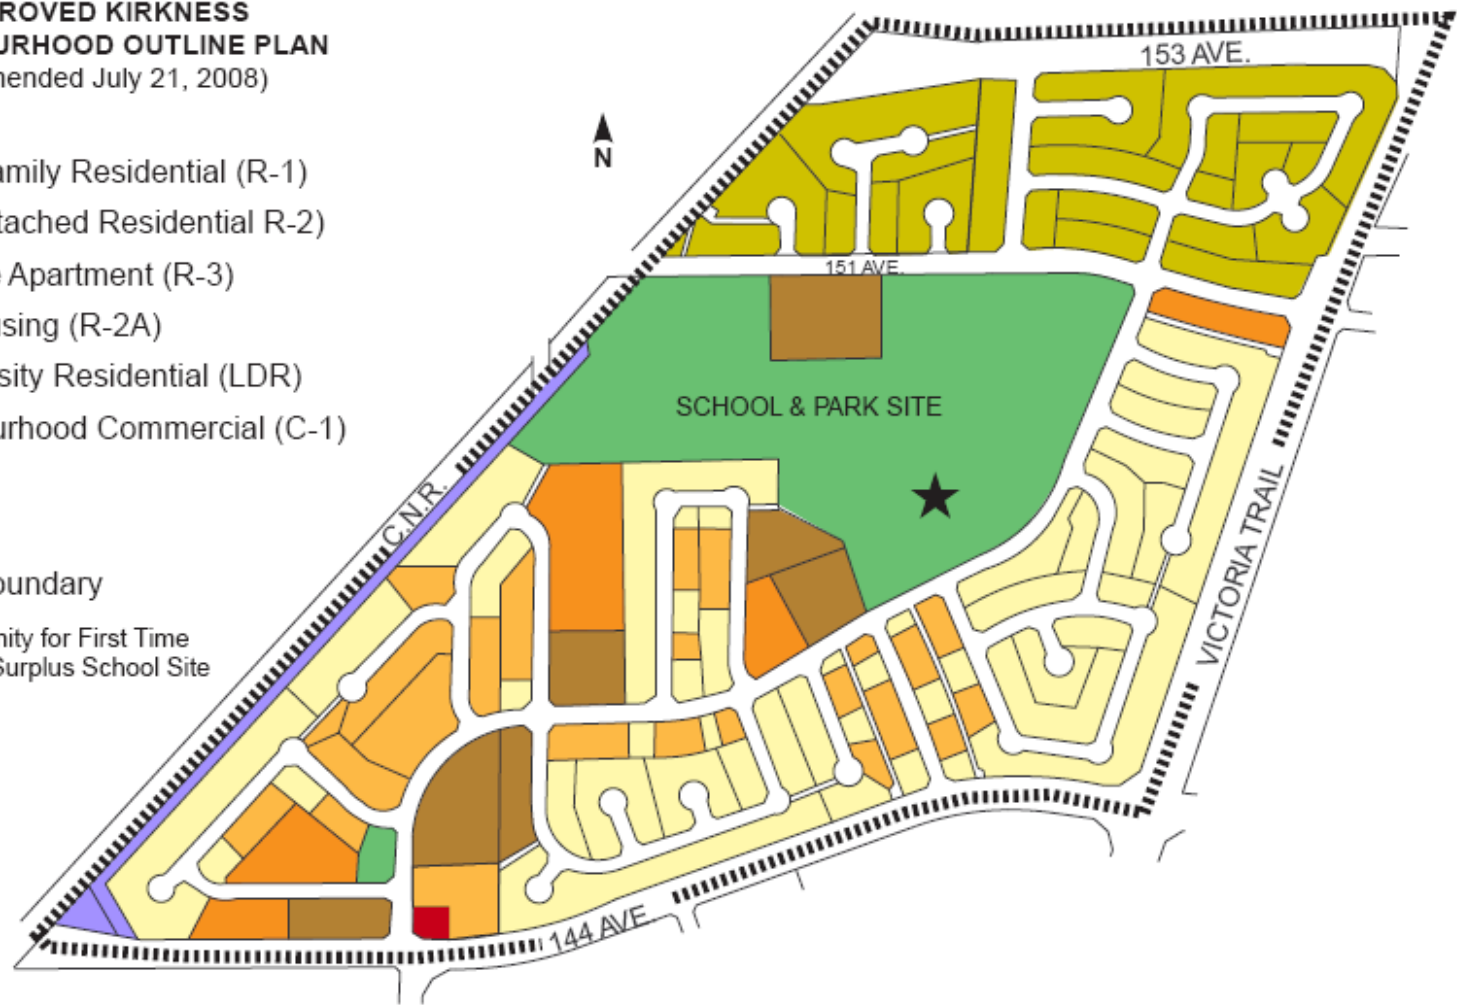 ROVED KIRKNESS
URHOOD OUTLINE PLAN
nended July 21, 2008)
amily Residential (R-1)
tached Residential R-2)
e Apartment (R-3)
using (R-2A)
sity Residential (LDR)
urhood Commercial (C-1)
oundary
nity for First Time
Surplus School Site
N
153 AVE.
151 AVE.
SCHOOL & PARK SITE
C.N.R.
VICTORIA TRAIL
144 AVE.